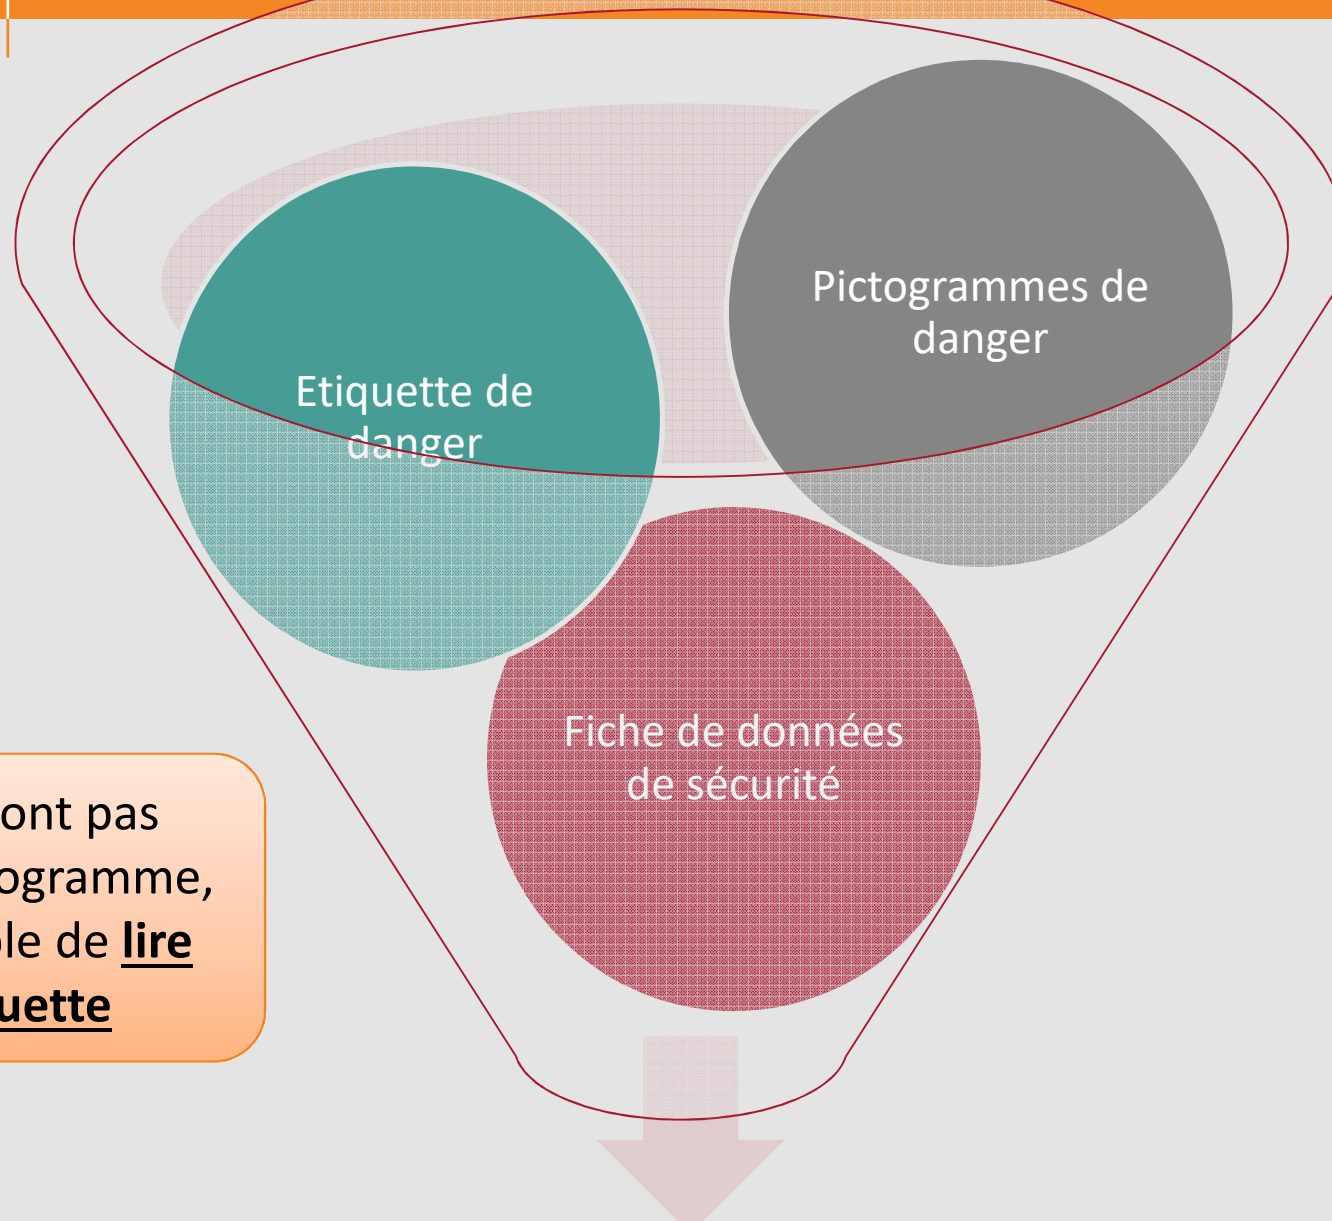 Pictogrammes de
danger
Etiquette de
danger
Fiche de données
de sécurité
ont pas
ogramme,
le de lire
uette